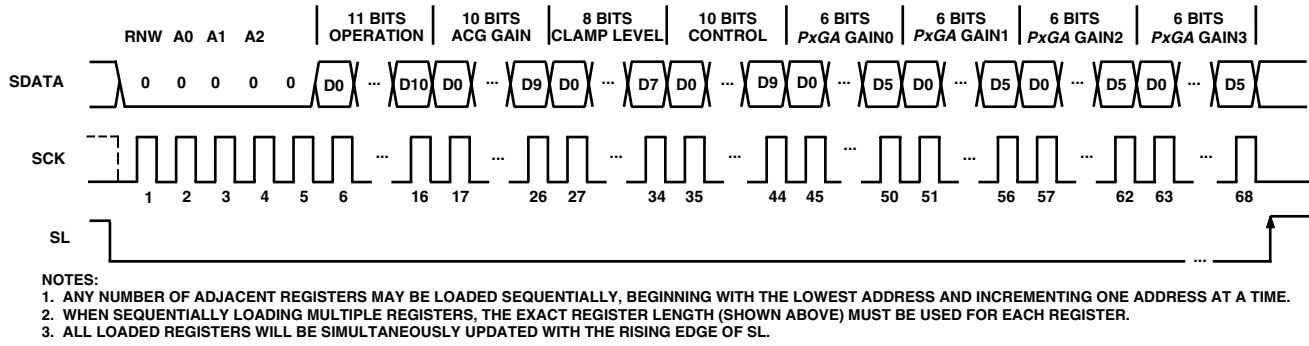 11 BITS OPERATION
10 BITS ACG GAIN
8 BITS CLAMP LEVEL
10 BITS CONTROL
6 BITS PxGA GAIN0
6 BITS PxGA GAIN1
6 BITS PxGA GAIN2
6 BITS PxGA GAIN3
RNW A0 A1 A2
SDATA 0 0 0 0 0 D0 ... D10 D0 ... D9 D0 ... D7 D0 ... D9 D0 ... D5 D0 ... D5 D0 ... D5 D0 ... D5
SCK ... ... ... ... ... ... ... ...
1 2 3 4 5 6 16 17 26 27 34 35 44 45 50 51 56 57 62 63 68
SL ...
NOTES:
1. ANY NUMBER OF ADJACENT REGISTERS MAY BE LOADED SEQUENTIALLY, BEGINNING WITH THE LOWEST ADDRESS AND INCREMENTING ONE ADDRESS AT A TIME.
2. WHEN SEQUENTIALLY LOADING MULTIPLE REGISTERS, THE EXACT REGISTER LENGTH (SHOWN ABOVE) MUST BE USED FOR EACH REGISTER.
3. ALL LOADED REGISTERS WILL BE SIMULTANEOUSLY UPDATED WITH THE RISING EDGE OF SL.